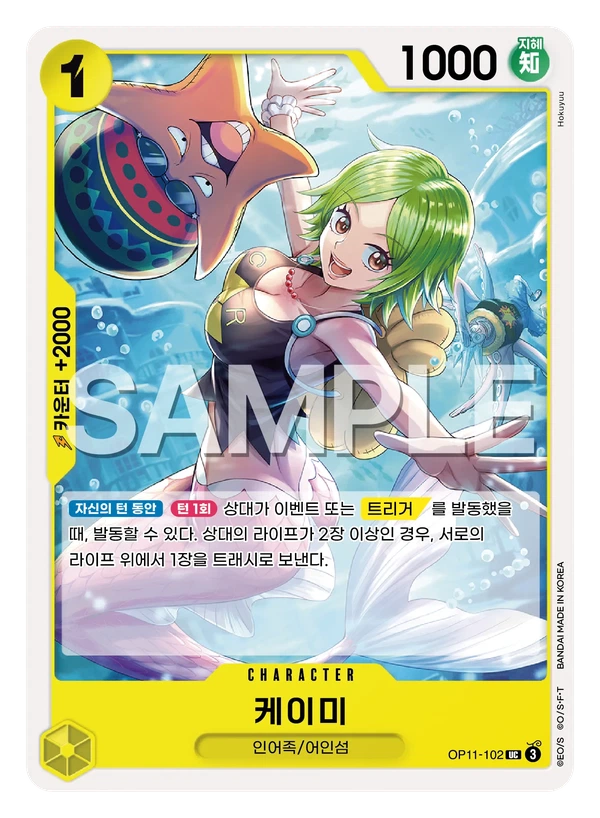 1
1000
지혜
知
Hokuyuu
C
R
카운터 +2000
SAMPLE
자신의 턴 동안 턴 1회 상대가 이벤트 또는 트리거 를 발동했을
때, 발동할 수 있다. 상대의 라이프가 2장 이상인 경우, 서로의
라이프 위에서 1장을 트래시로 보낸다.
CHARACTER
케이미
인어족/어인섬
OP11-102 UC 3
©EO/S ©O/S·F·T BANDAI MADE IN KOREA